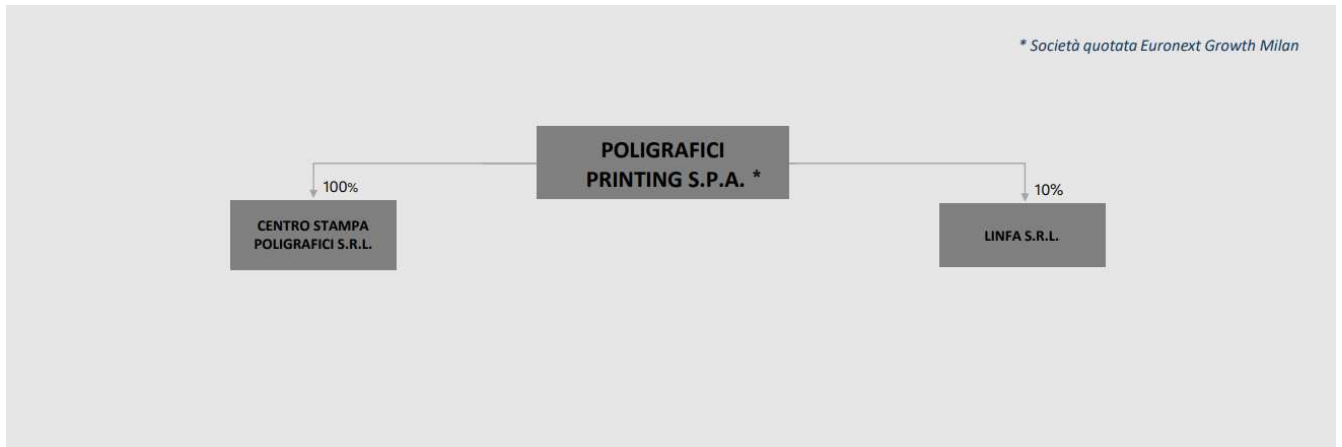 * Società quotata Euronext Growth Milan
POLIGRAFICI
PRINTING S.P.A. *
100%
10%
CENTRO STAMPA
POLIGRAFICI S.R.L.
LINFA S.R.L.